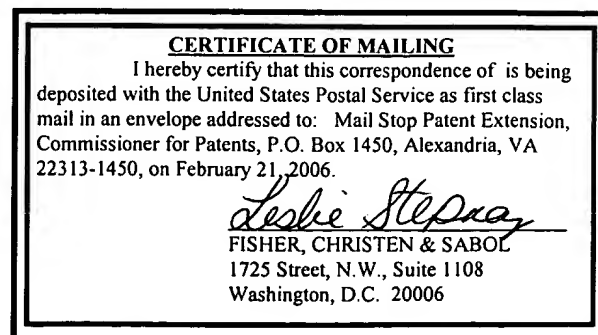 CERTIFICATE OF MAILING
I hereby certify that this correspondence of is being
deposited with the United States Postal Service as first class
mail in an envelope addressed to: Mail Stop Patent Extension,
Commissioner for Patents, P.O. Box 1450, Alexandria, VA
22313-1450, on February 21, 2006.
Leslie
FISHER, CHRISTEN & SABOL
1725 Street, N.W., Suite 1108
Washington, D.C. 20006